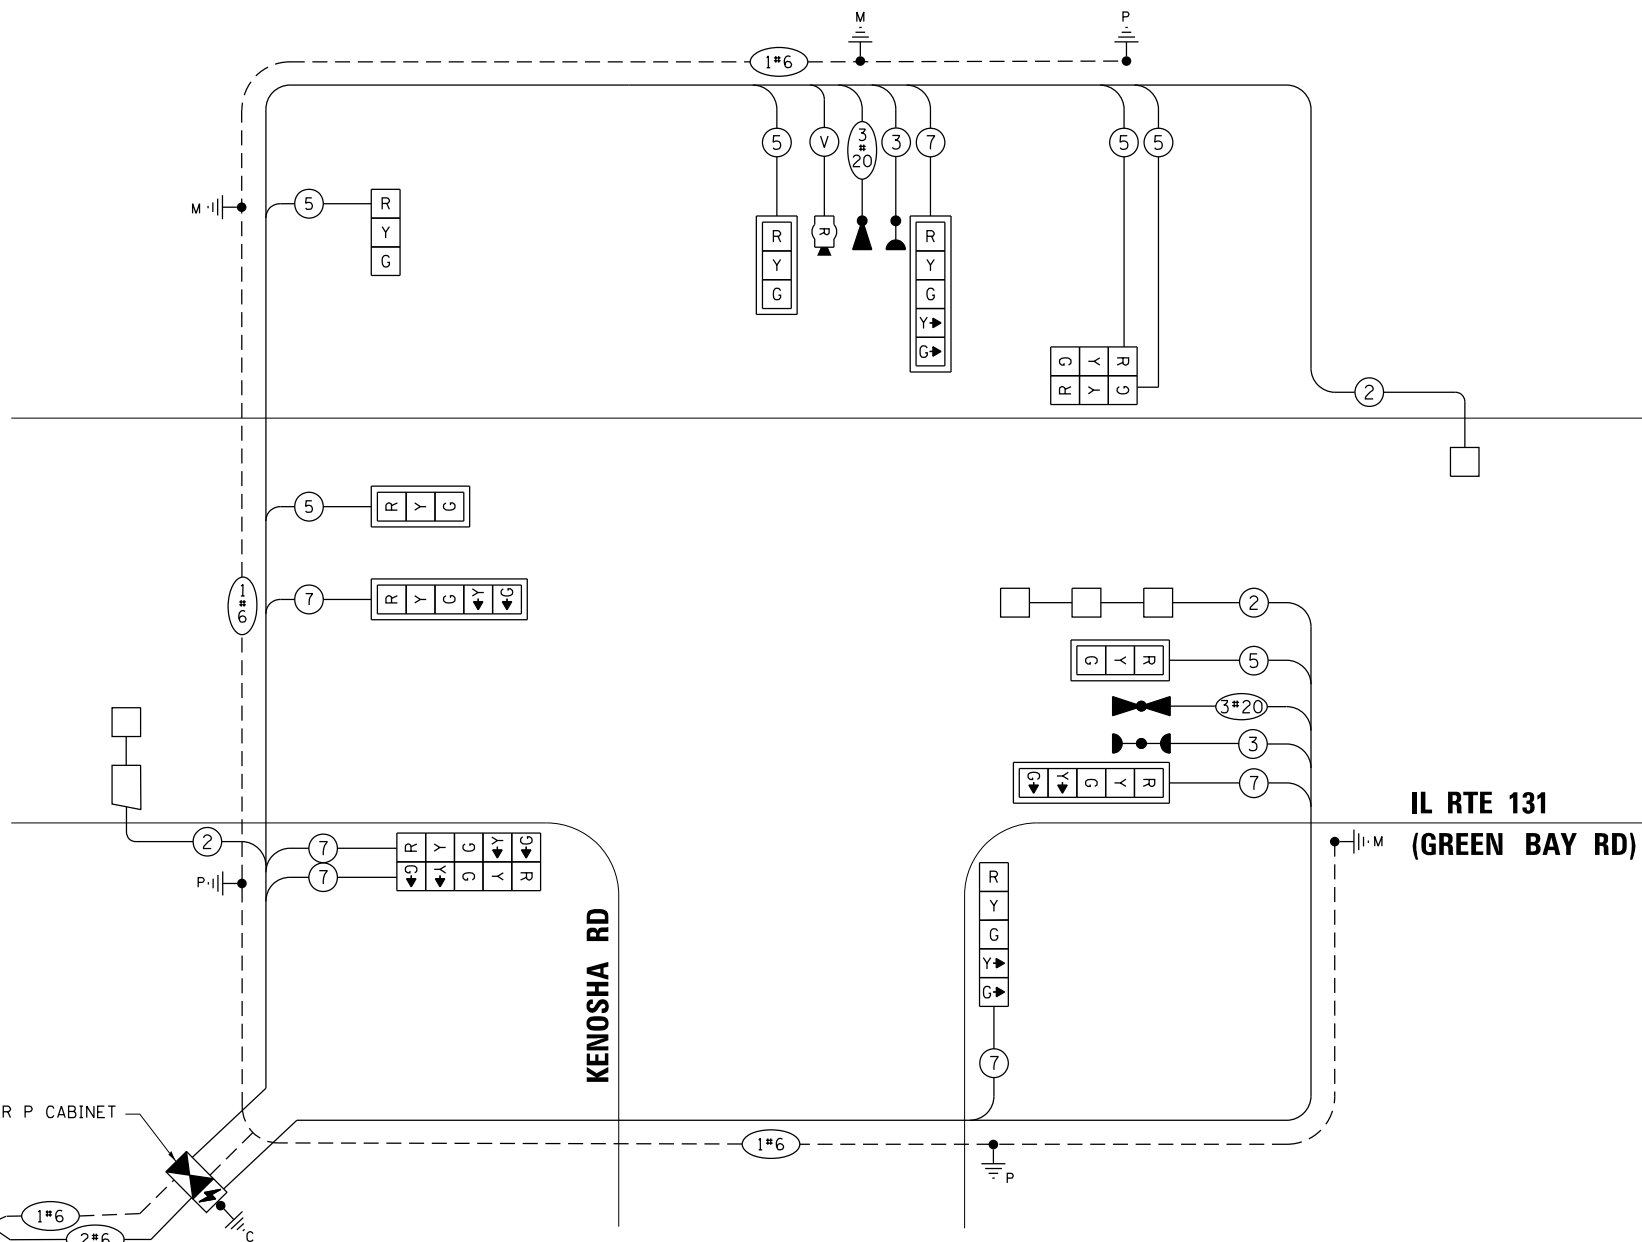 M
P
1#6
5
V
3
#
20
3
7
5
5
M
5
R
Y
G
R
Y
G
R
R
Y
G
Y
G
G Y R
R Y G
2
5
R Y G
1
#
6
7
R Y G Y G
2
G Y R
5
3#20
3
G Y G Y R
7
IL RTE 131
(GREEN BAY RD)
M
2
7
R Y G Y G
7
G Y G Y R
P
KENOSHA RD
R
Y
G
Y
G
7
R P CABINET
1#6
P
1#6
2#6
C